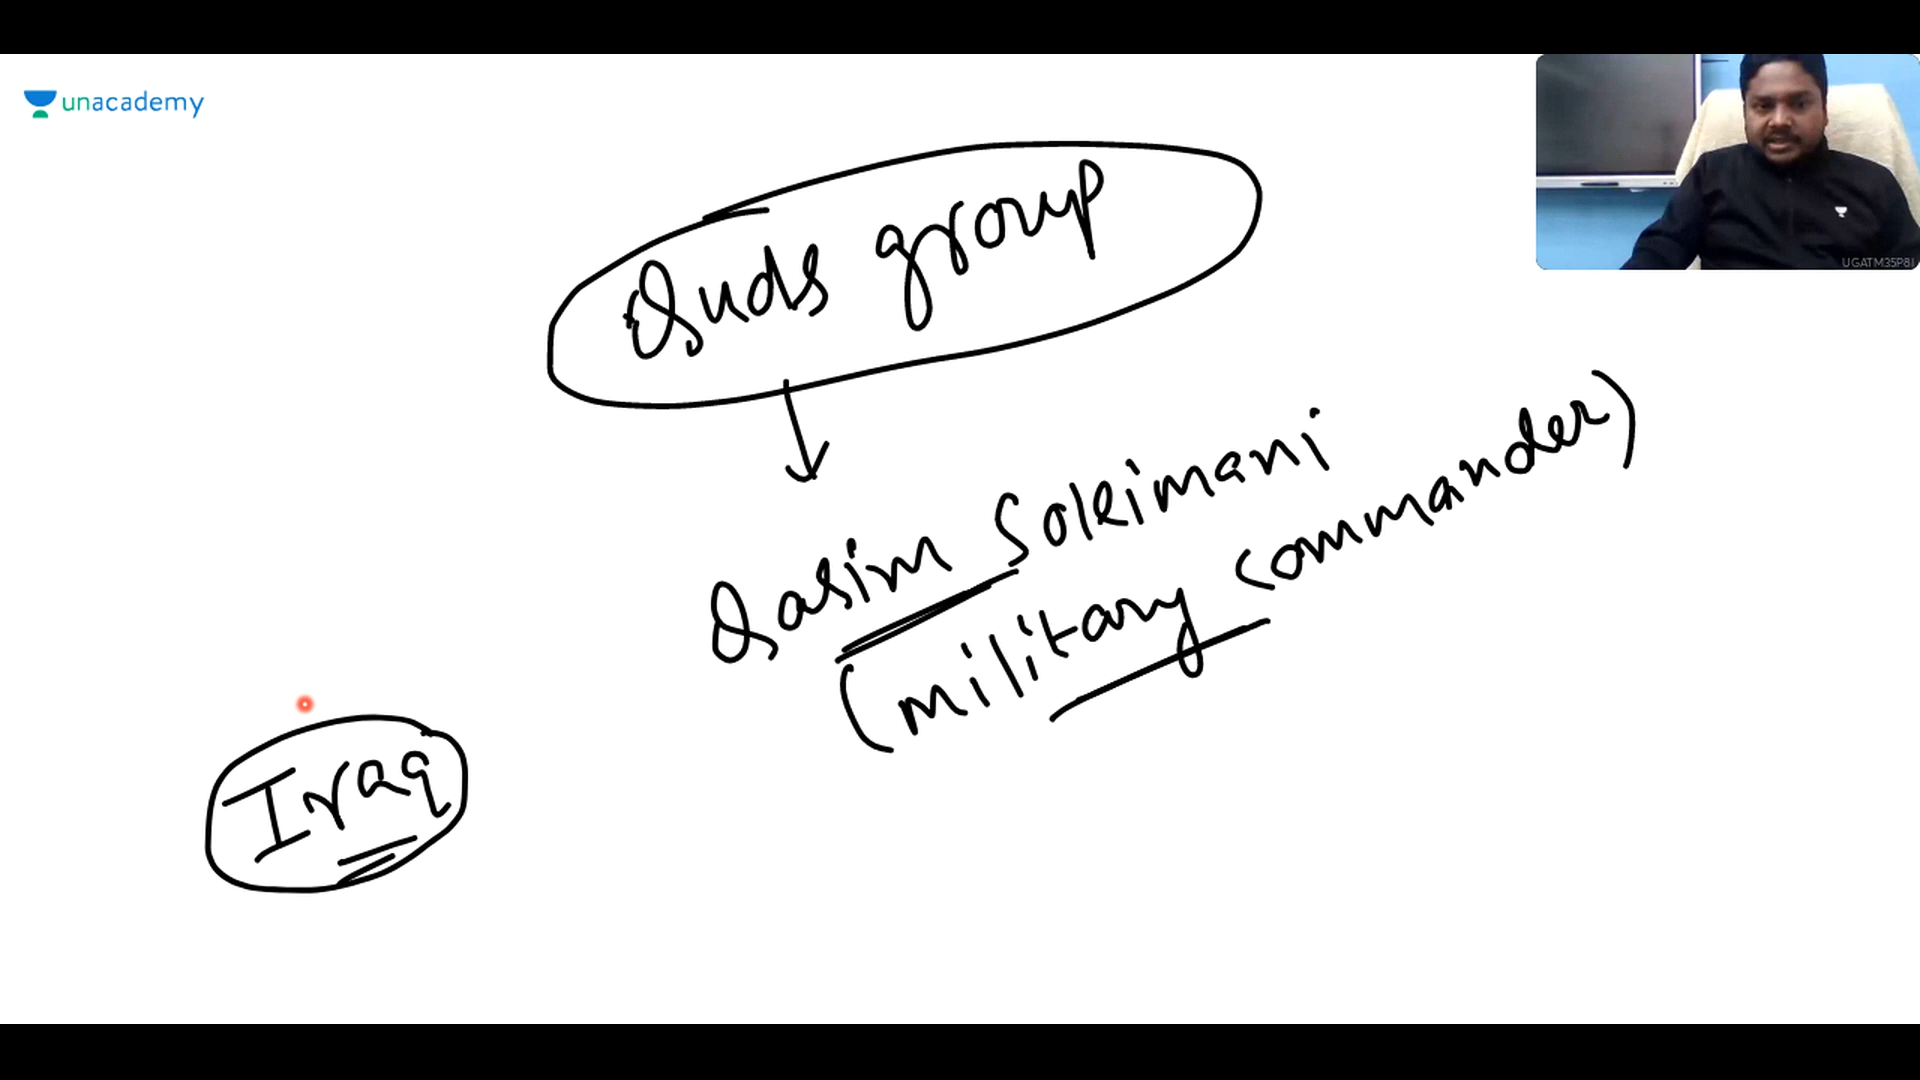 unacademy
Quds group
Qasim Soleimani
(military commander)
Iraq
UGATM35P8I